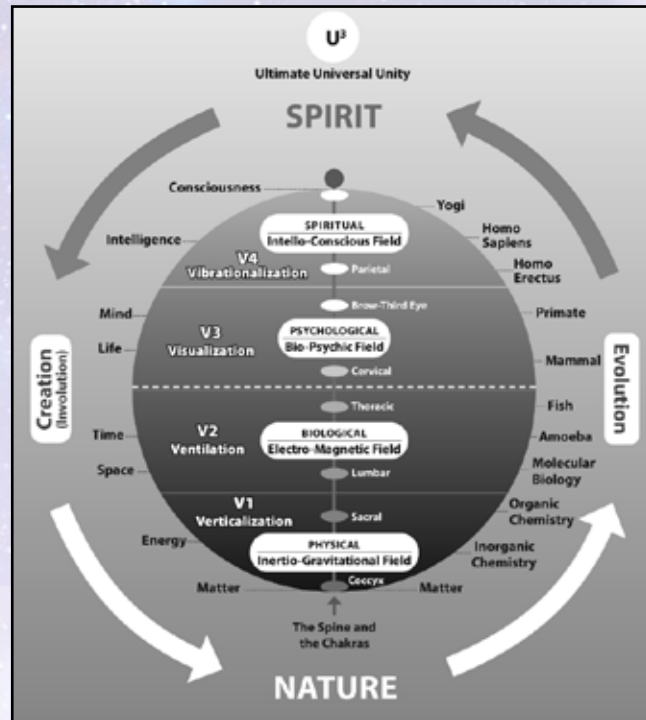 U³
Ultimate Universal Unity
SPIRIT
Consciousness
Yogi
SPIRITUAL
Intello-Conscious Field
Homo
Sapiens
Intelligence
V4
Vibrationalization
Parietal
Homo
Erectus
Brow-Third Eye
Mind
Primate
V3
Visualization
PSYCHOLOGICAL
Bio-Psychic Field
Life
Mammal
Cervical
Creation
(Involution)
Evolution
Thoracic
Fish
V2
Ventilation
BIOLOGICAL
Electro-Magnetic Field
Time
Amoeba
Space
Lumbar
Molecular
Biology
V1
Verticalization
Sacral
Organic
Chemistry
Energy
PHYSICAL
Inertio-Gravitational Field
Inorganic
Chemistry
Matter
Coccyx
Matter
The Spine and
the Chakras
NATURE